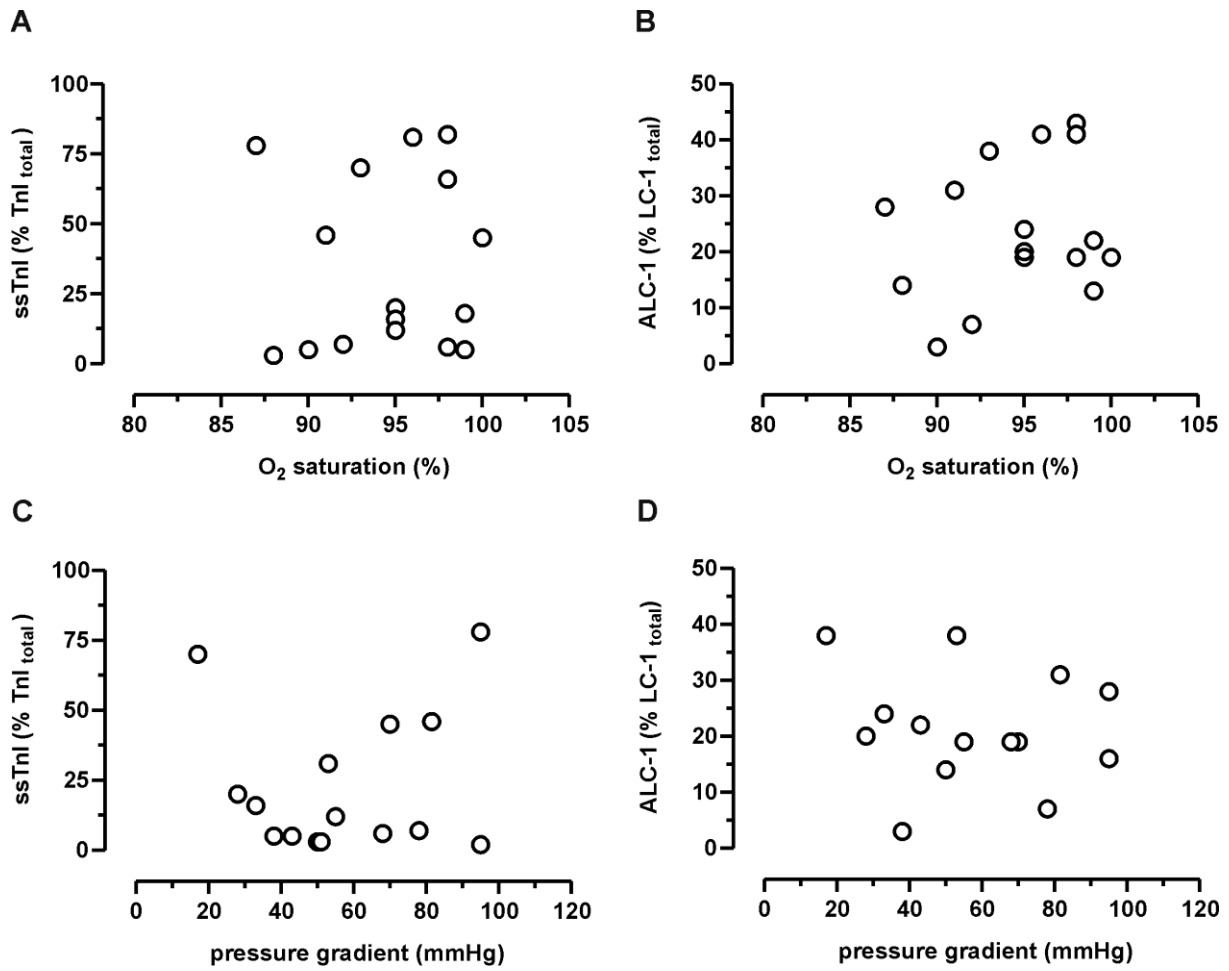 A
ssTnI (% TnI total)
100
75
50
25
0
80 85 90 95 100 105
O2 saturation (%)
B
ALC-1 (% LC-1 total)
50
40
30
20
10
0
80 85 90 95 100 105
O2 saturation (%)
C
ssTnI (% TnI total)
100
75
50
25
0
0 20 40 60 80 100 120
pressure gradient (mmHg)
D
ALC-1 (% LC-1 total)
50
40
30
20
10
0
0 20 40 60 80 100 120
pressure gradient (mmHg)